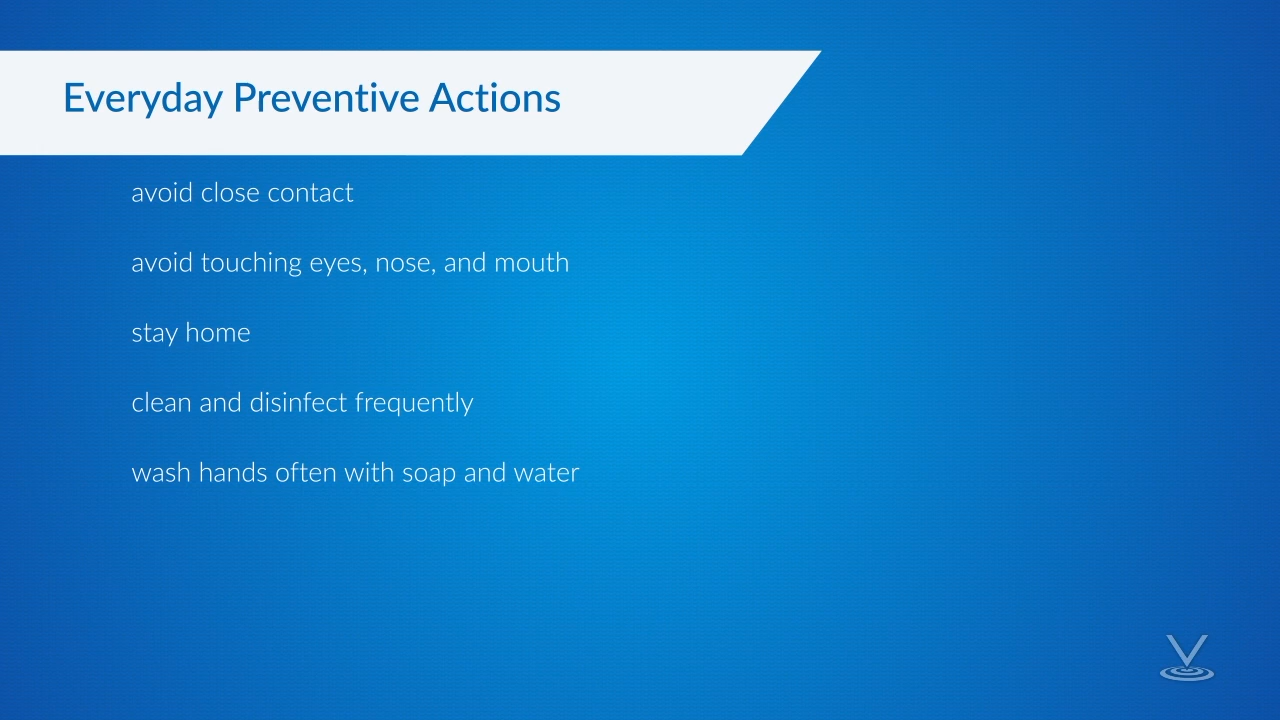 Everyday Preventive Actions
avoid close contact
avoid touching eyes, nose, and mouth
stay home
clean and disinfect frequently
wash hands often with soap and water
V